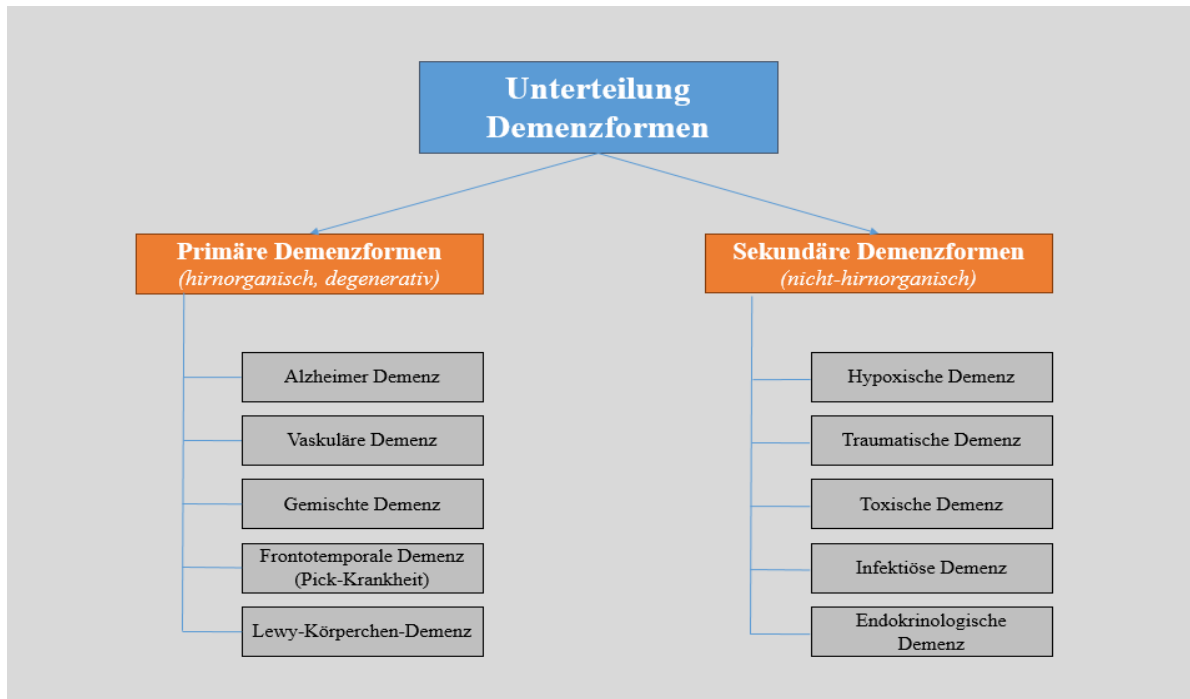 Unterteilung
Demenzformen
Primäre Demenzformen
(hirnorganisch, degenerativ)
Alzheimer Demenz
Vaskuläre Demenz
Gemischte Demenz
Frontotemporale Demenz
(Pick-Krankheit)
Lewy-Körperchen-Demenz
Sekundäre Demenzformen
(nicht-hirnorganisch)
Hypoxische Demenz
Traumatische Demenz
Toxische Demenz
Infektiöse Demenz
Endokrinologische
Demenz